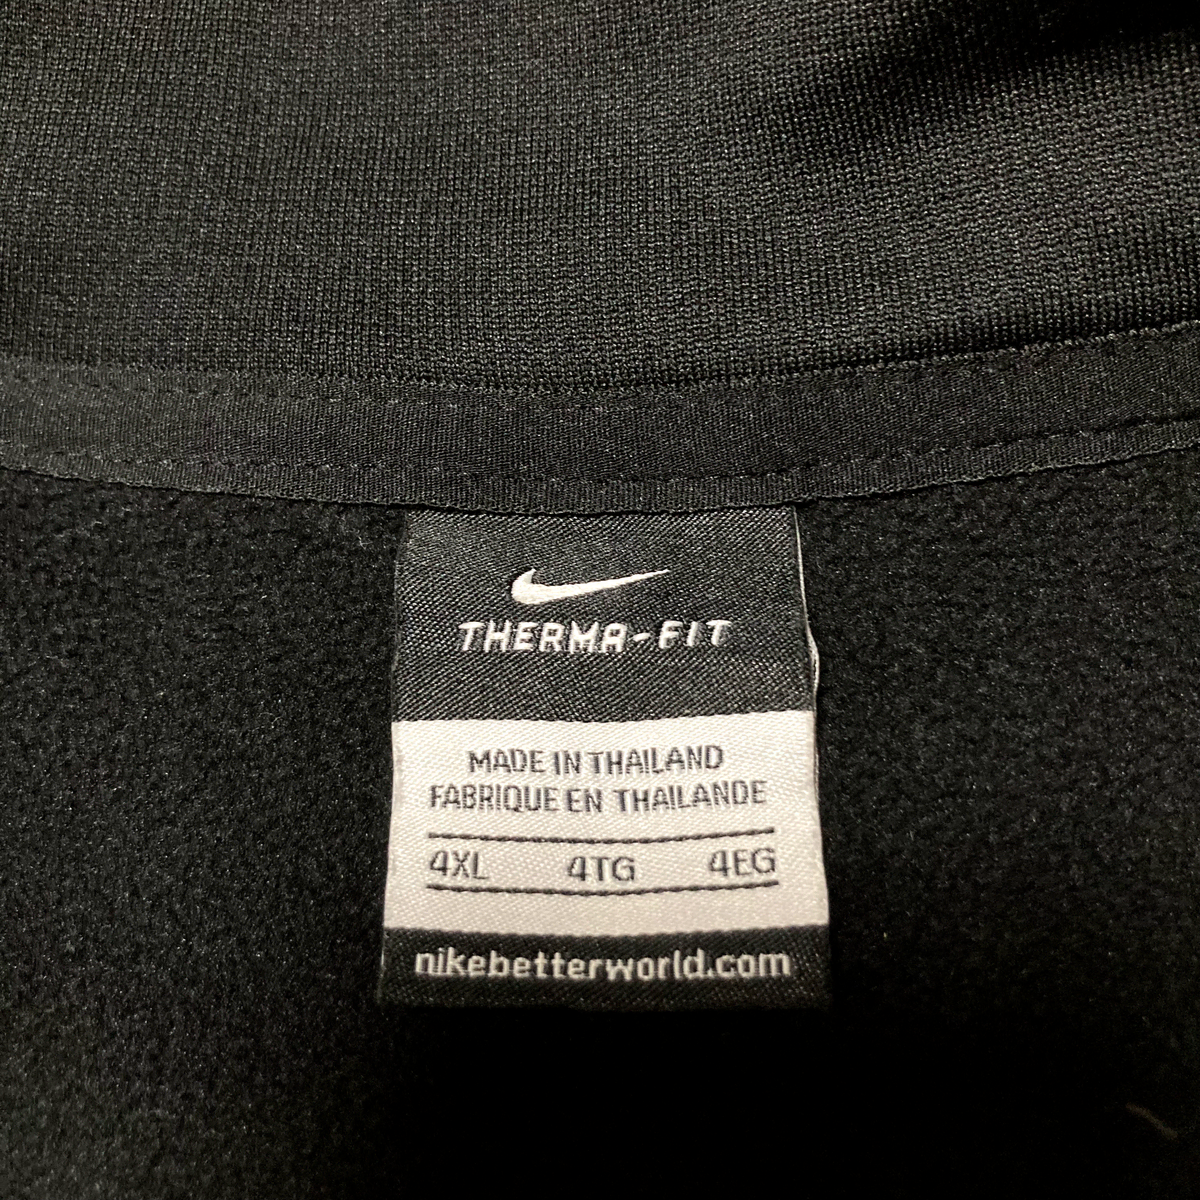 THERMA-FIT
MADE IN THAILAND
FABRIQUE EN THAILANDE
4XL 4TG 4EG
nikebetterworld.com